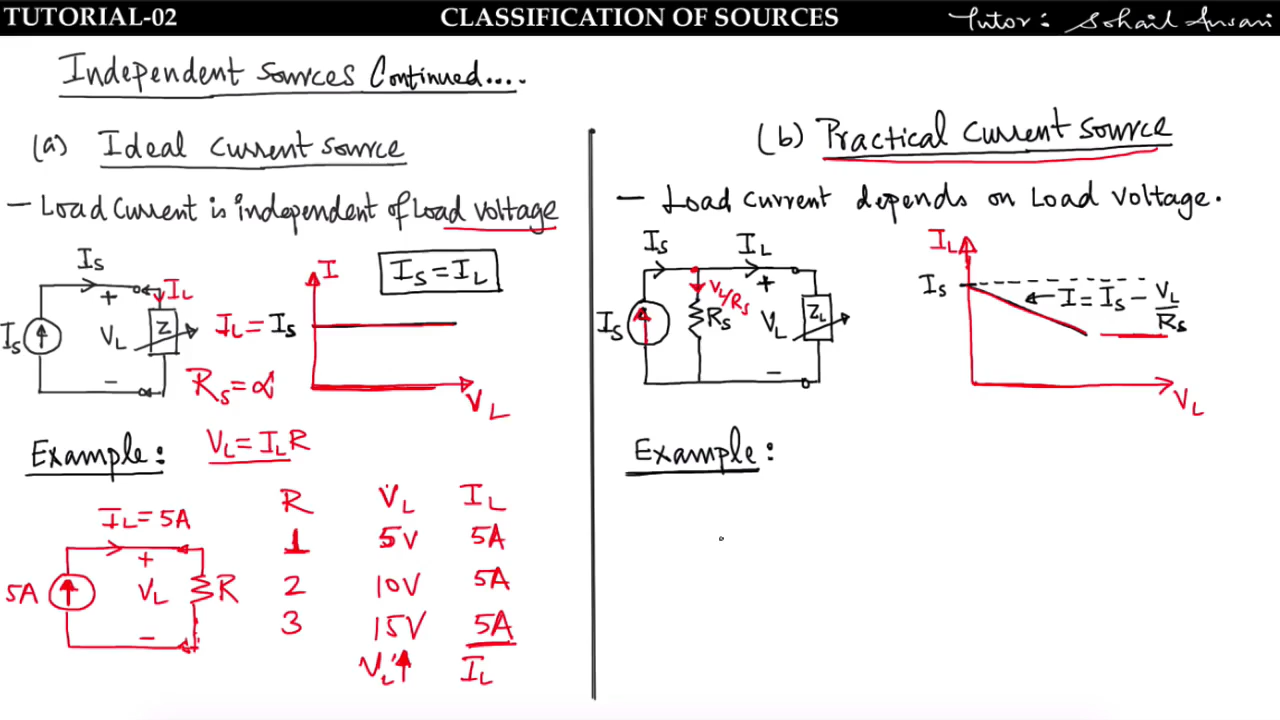 TUTORIAL-02
CLASSIFICATION OF SOURCES
Tutor: Sohail Ansari
Independent Sources Continued....
(a) Ideal Current Source
- Load Current is independent of Load Voltage
Is
+
IL
Is
VL
Z
-
IL = Is
Rs = ∝
I
Is = IL
VL
Example:
VL = ILR
IL = 5A
5A
+
VL
R
-
R VL IL
1 5V 5A
2 10V 5A
3 15V 5A
VL↑ IL
(b) Practical Current Source
- Load current depends on Load Voltage.
Is
IL
VL/Rs
+
Is
Rs
VL
ZL
-
IL
Is
I = Is - VL/Rs
VL
Example: